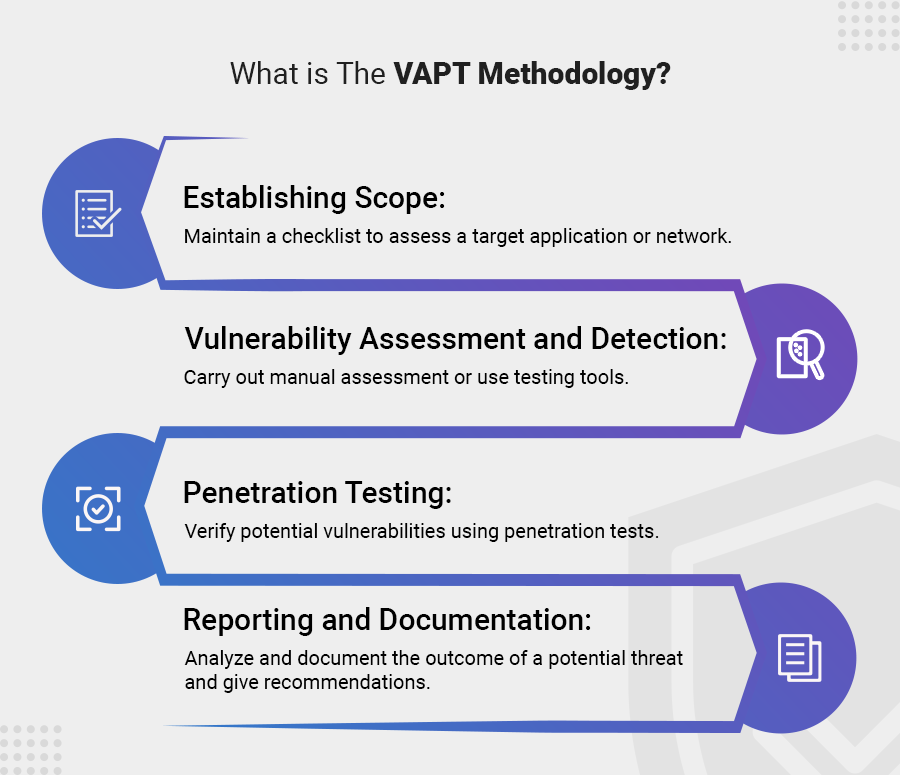 What is The VAPT Methodology?
Establishing Scope:
Maintain a checklist to assess a target application or network.
Vulnerability Assessment and Detection:
Carry out manual assessment or use testing tools.
Penetration Testing:
Verify potential vulnerabilities using penetration tests.
Reporting and Documentation:
Analyze and document the outcome of a potential threat
and give recommendations.